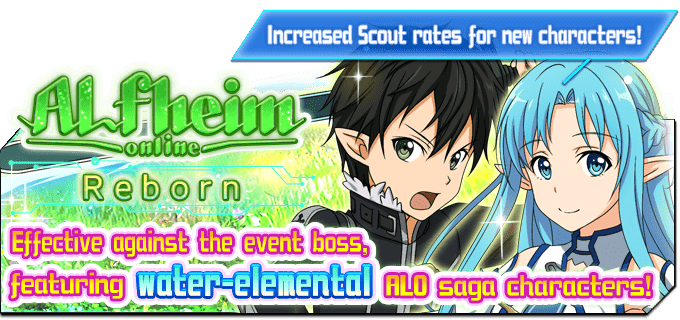 Increased Scout rates for new characters!
ALfheim
online
Reborn
Effective against the event boss,
featuring water-elemental ALO saga characters!